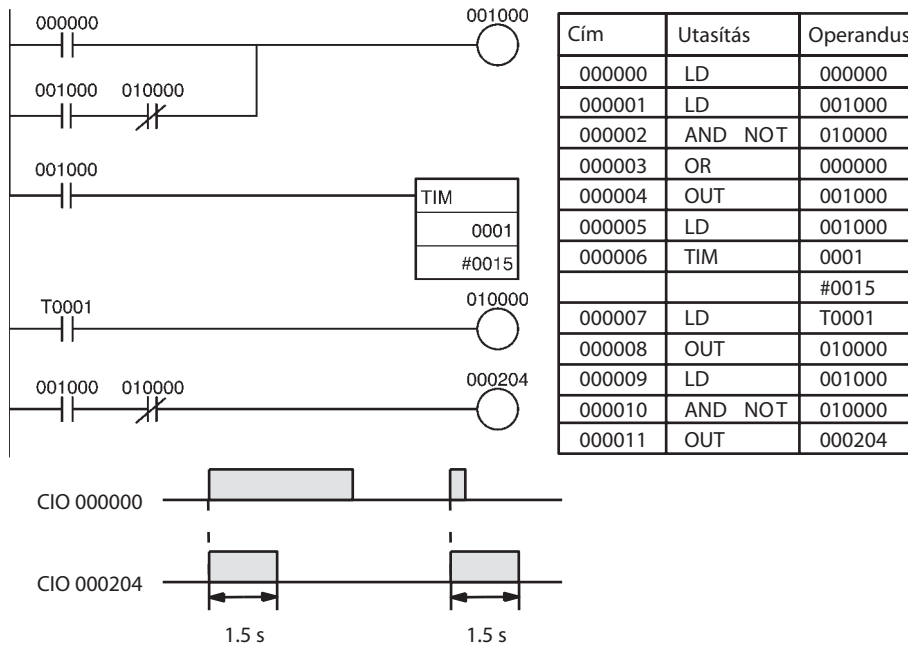 000000
001000
001000 010000
001000
TIM
0001
#0015
T0001
010000
001000 010000
000204
Cím Utasítás Operandus
000000 LD 000000
000001 LD 001000
000002 AND NOT 010000
000003 OR 000000
000004 OUT 001000
000005 LD 001000
000006 TIM 0001
#0015
000007 LD T0001
000008 OUT 010000
000009 LD 001000
000010 AND NOT 010000
000011 OUT 000204
CIO 000000
CIO 000204
1.5 s
1.5 s